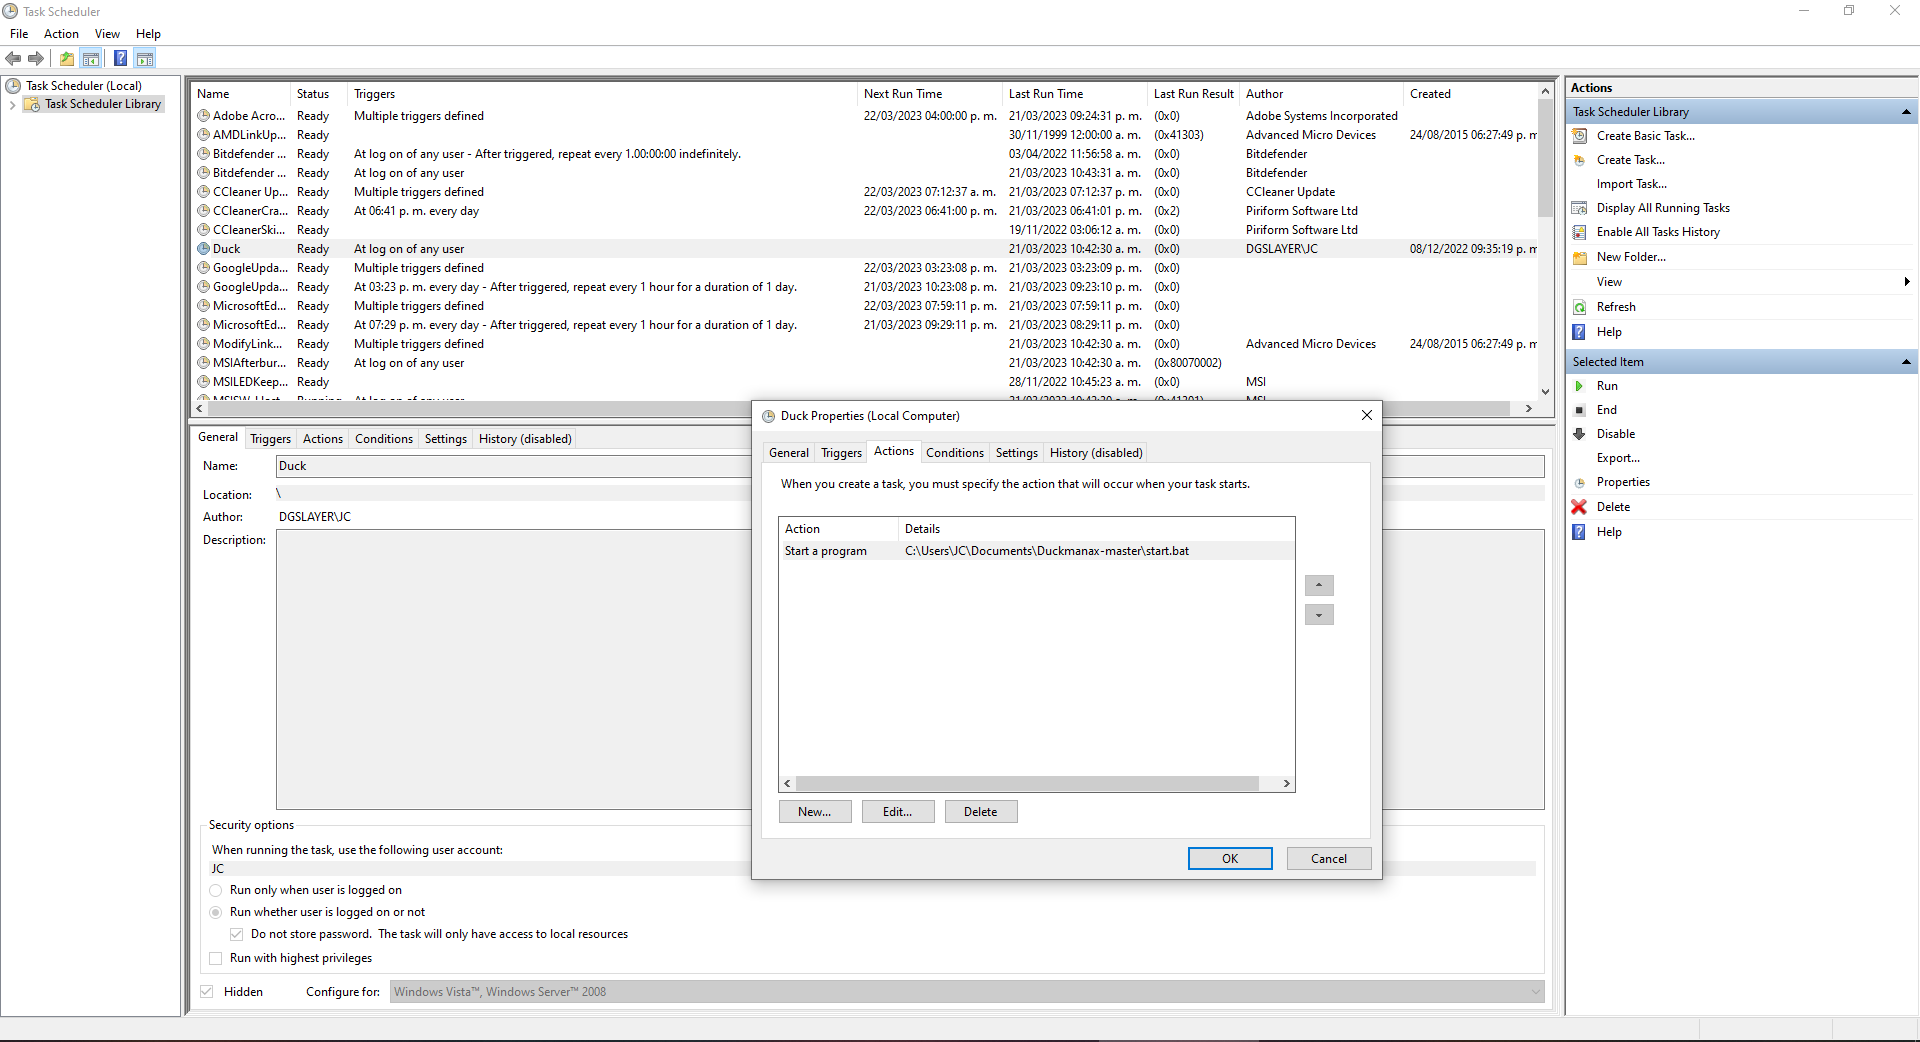 Task Scheduler
File Action View Help
Task Scheduler (Local)
Task Scheduler Library
Name Status Triggers Next Run Time Last Run Time Last Run Result Author Created
Adobe Acro... Ready Multiple triggers defined 22/03/2023 04:00:00 p. m. 21/03/2023 09:24:31 p. m. (0x0) Adobe Systems Incorporated
AMDLinkUp... Ready 30/11/1999 12:00:00 a. m. (0x41303) Advanced Micro Devices 24/08/2015 06:27:49 p. m
Bitdefender ... Ready At log on of any user - After triggered, repeat every 1.00:00:00 indefinitely. 03/04/2022 11:56:58 a. m. (0x0) Bitdefender
Bitdefender ... Ready At log on of any user 21/03/2023 10:43:31 a. m. (0x0) Bitdefender
CCleaner Up... Ready Multiple triggers defined 22/03/2023 07:12:37 a. m. 21/03/2023 07:12:37 p. m. (0x0) CCleaner Update
CCleanerCra... Ready At 06:41 p. m. every day 22/03/2023 06:41:00 p. m. 21/03/2023 06:41:01 p. m. (0x2) Piriform Software Ltd
CCleanerSki... Ready 19/11/2022 03:06:12 a. m. (0x0) Piriform Software Ltd
Duck Ready At log on of any user 21/03/2023 10:42:30 a. m. (0x0) DGSLAYER\JC 08/12/2022 09:35:19 p. m
GoogleUpda... Ready Multiple triggers defined 22/03/2023 03:23:08 p. m. 21/03/2023 03:23:09 p. m. (0x0)
GoogleUpda... Ready At 03:23 p. m. every day - After triggered, repeat every 1 hour for a duration of 1 day. 21/03/2023 10:23:08 p. m. 21/03/2023 09:23:10 p. m. (0x0)
MicrosoftEd... Ready Multiple triggers defined 22/03/2023 07:59:11 p. m. 21/03/2023 07:59:11 p. m. (0x0)
MicrosoftEd... Ready At 07:29 p. m. every day - After triggered, repeat every 1 hour for a duration of 1 day. 21/03/2023 09:29:11 p. m. 21/03/2023 08:29:11 p. m. (0x0)
ModifyLink... Ready Multiple triggers defined 21/03/2023 10:42:30 a. m. (0x0) Advanced Micro Devices 24/08/2015 06:27:49 p. m
MSIAfterbur... Ready At log on of any user 21/03/2023 10:42:30 a. m. (0x80070002)
MSILEDKeep... Ready 28/11/2022 10:45:23 a. m. (0x0) MSI
MSISW_Host Running At log on of any user 21/03/2023 10:42:30 a. m. (0x41301) MSI
General Triggers Actions Conditions Settings History (disabled)
Name: Duck
Location: \
Author: DGSLAYER\JC
Description:
Security options
When running the task, use the following user account:
JC
Run only when user is logged on
Run whether user is logged on or not
Do not store password. The task will only have access to local resources
Run with highest privileges
Hidden Configure for: Windows Vista™, Windows Server™ 2008
Duck Properties (Local Computer)
General Triggers Actions Conditions Settings History (disabled)
When you create a task, you must specify the action that will occur when your task starts.
Action Details
Start a program C:\Users\JC\Documents\Duckmanax-master\start.bat
New... Edit... Delete
OK Cancel
Actions
Task Scheduler Library
Create Basic Task...
Create Task...
Import Task...
Display All Running Tasks
Enable All Tasks History
New Folder...
View
Refresh
Help
Selected Item
Run
End
Disable
Export...
Properties
Delete
Help